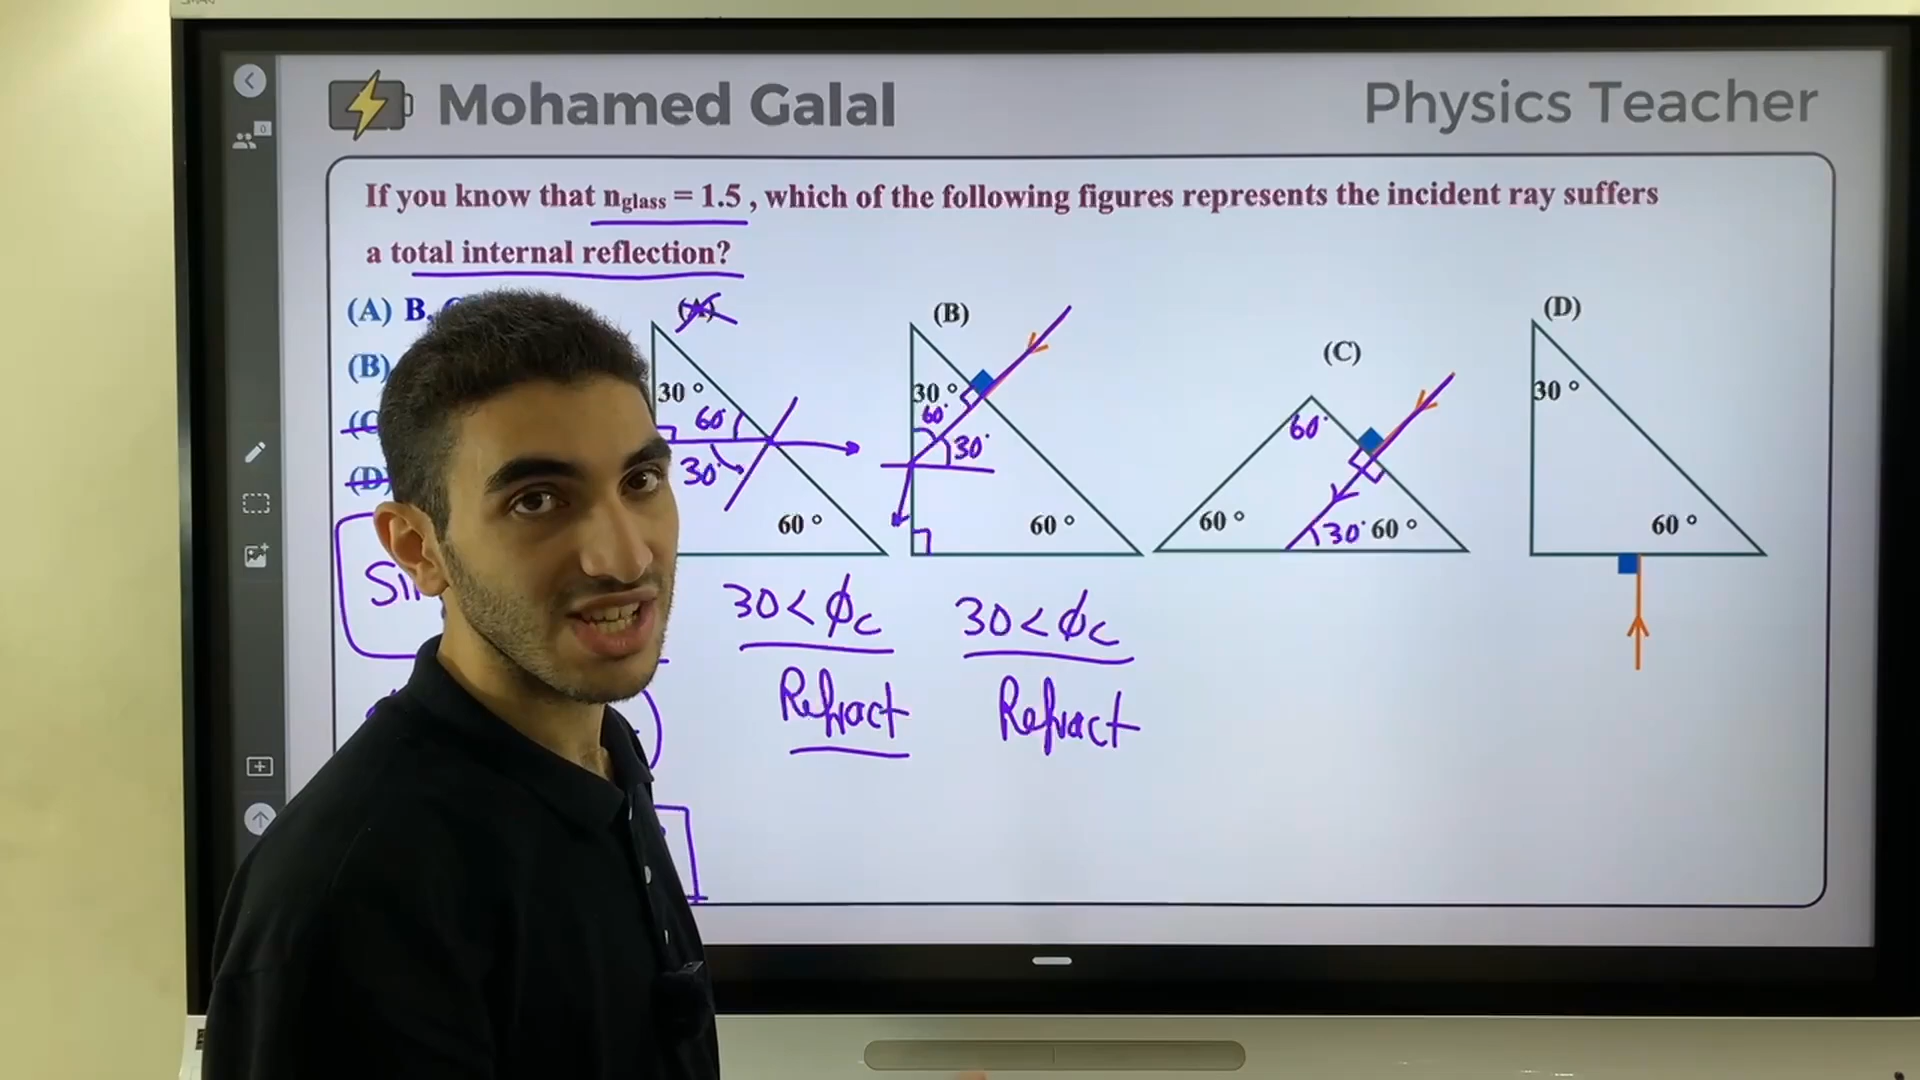 Mohamed Galal
Physics Teacher
If you know that nglass = 1.5 , which of the following figures represents the incident ray suffers
a total internal reflection?
(A) B.
(B)
(C
(D)
(A)
30 °
60°
30°
60 °
(B)
30 °
60°
30°
60 °
(C)
60°
60 °
30°
60 °
(D)
30 °
60 °
30 < ϕc
Refract
30 < ϕc
Refract